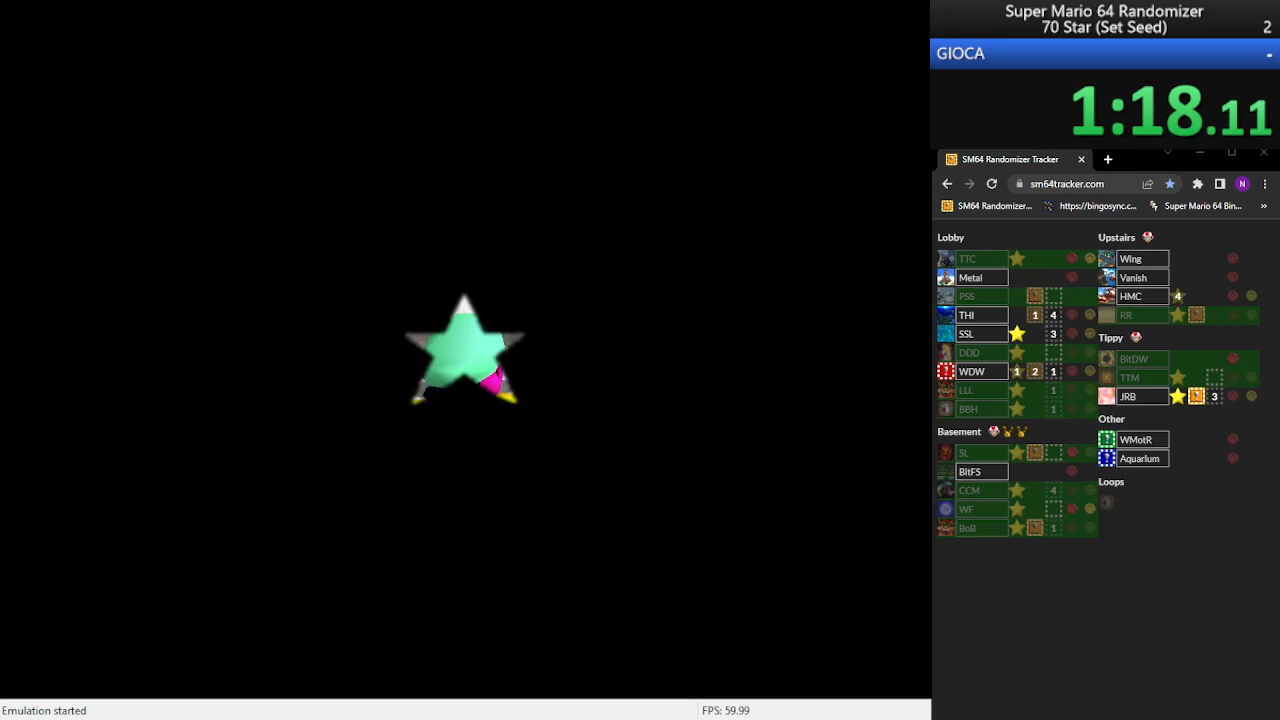 Super Mario 64 Randomizer
70 Star (Set Seed)
2
GIOCA
-
1:18.11
SM64 Randomizer Tracker
sm64tracker.com
N
SM64 Randomizer...
https://bingosync.c...
Super Mario 64 Bin...
»
Lobby
TTC
Metal
PSS
THI 1 4
SSL 3
DDD
WDW 1 2 1
LLL 1
BBH 1
Basement
SL
BitFS
CCM 4
WF
BoB 1
Upstairs
Wing
Vanish
HMC 4
RR
Tippy
BitDW
TTM
JRB 3
Other
WMotR
Aquarium
Loops
Emulation started
FPS: 59.99